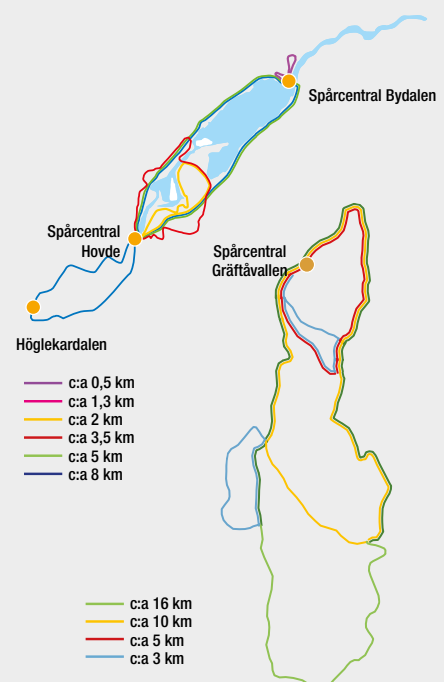 Spårcentral Bydalen
Spårcentral
Hovde
Spårcentral
Gräftåvallen
Höglekardalen
c:a 0,5 km
c:a 1,3 km
c:a 2 km
c:a 3,5 km
c:a 5 km
c:a 8 km
c:a 16 km
c:a 10 km
c:a 5 km
c:a 3 km